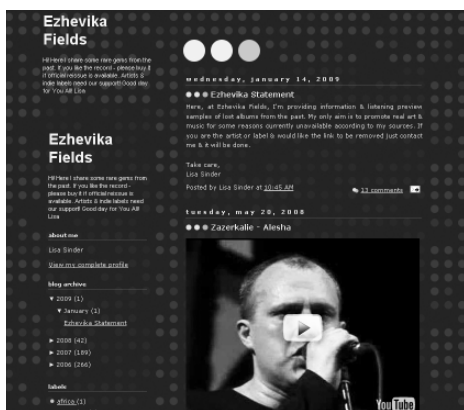 Ezhevika
Fields
Hi! Here I share some rare gems from
the past. If you like the record - please buy it
if official reissue is available. Artists &
indie labels need our support! Good day
for You All! Lisa
Ezhevika
Fields
Hi! Here I share some rare gems from
the past. If you like the record -
please buy it if official reissue is
available. Artists & indie labels need
our support! Good day for You All!
Lisa
about me
Lisa Sinder
View my complete profile
blog archive
▼ 2009 (1)
▼ January (1)
Ezhevika Statement
► 2008 (42)
► 2007 (189)
► 2006 (266)
labels
africa (1)
wednesday, january 14, 2009
Ezhevika Statement
Here, at Ezhevika Fields, I'm providing information & listening preview
samples of lost albums from the past. My only aim is to promote real art &
music for some reasons currently unavailable according to my sources. If
you are the artist or label & would like the link to be removed just contact
me & it will be done.
Take care,
Lisa Sinder
Posted by Lisa Sinder at 10:45 AM
13 comments
tuesday, may 20, 2008
Zazerkalie - Alesha
YouTube